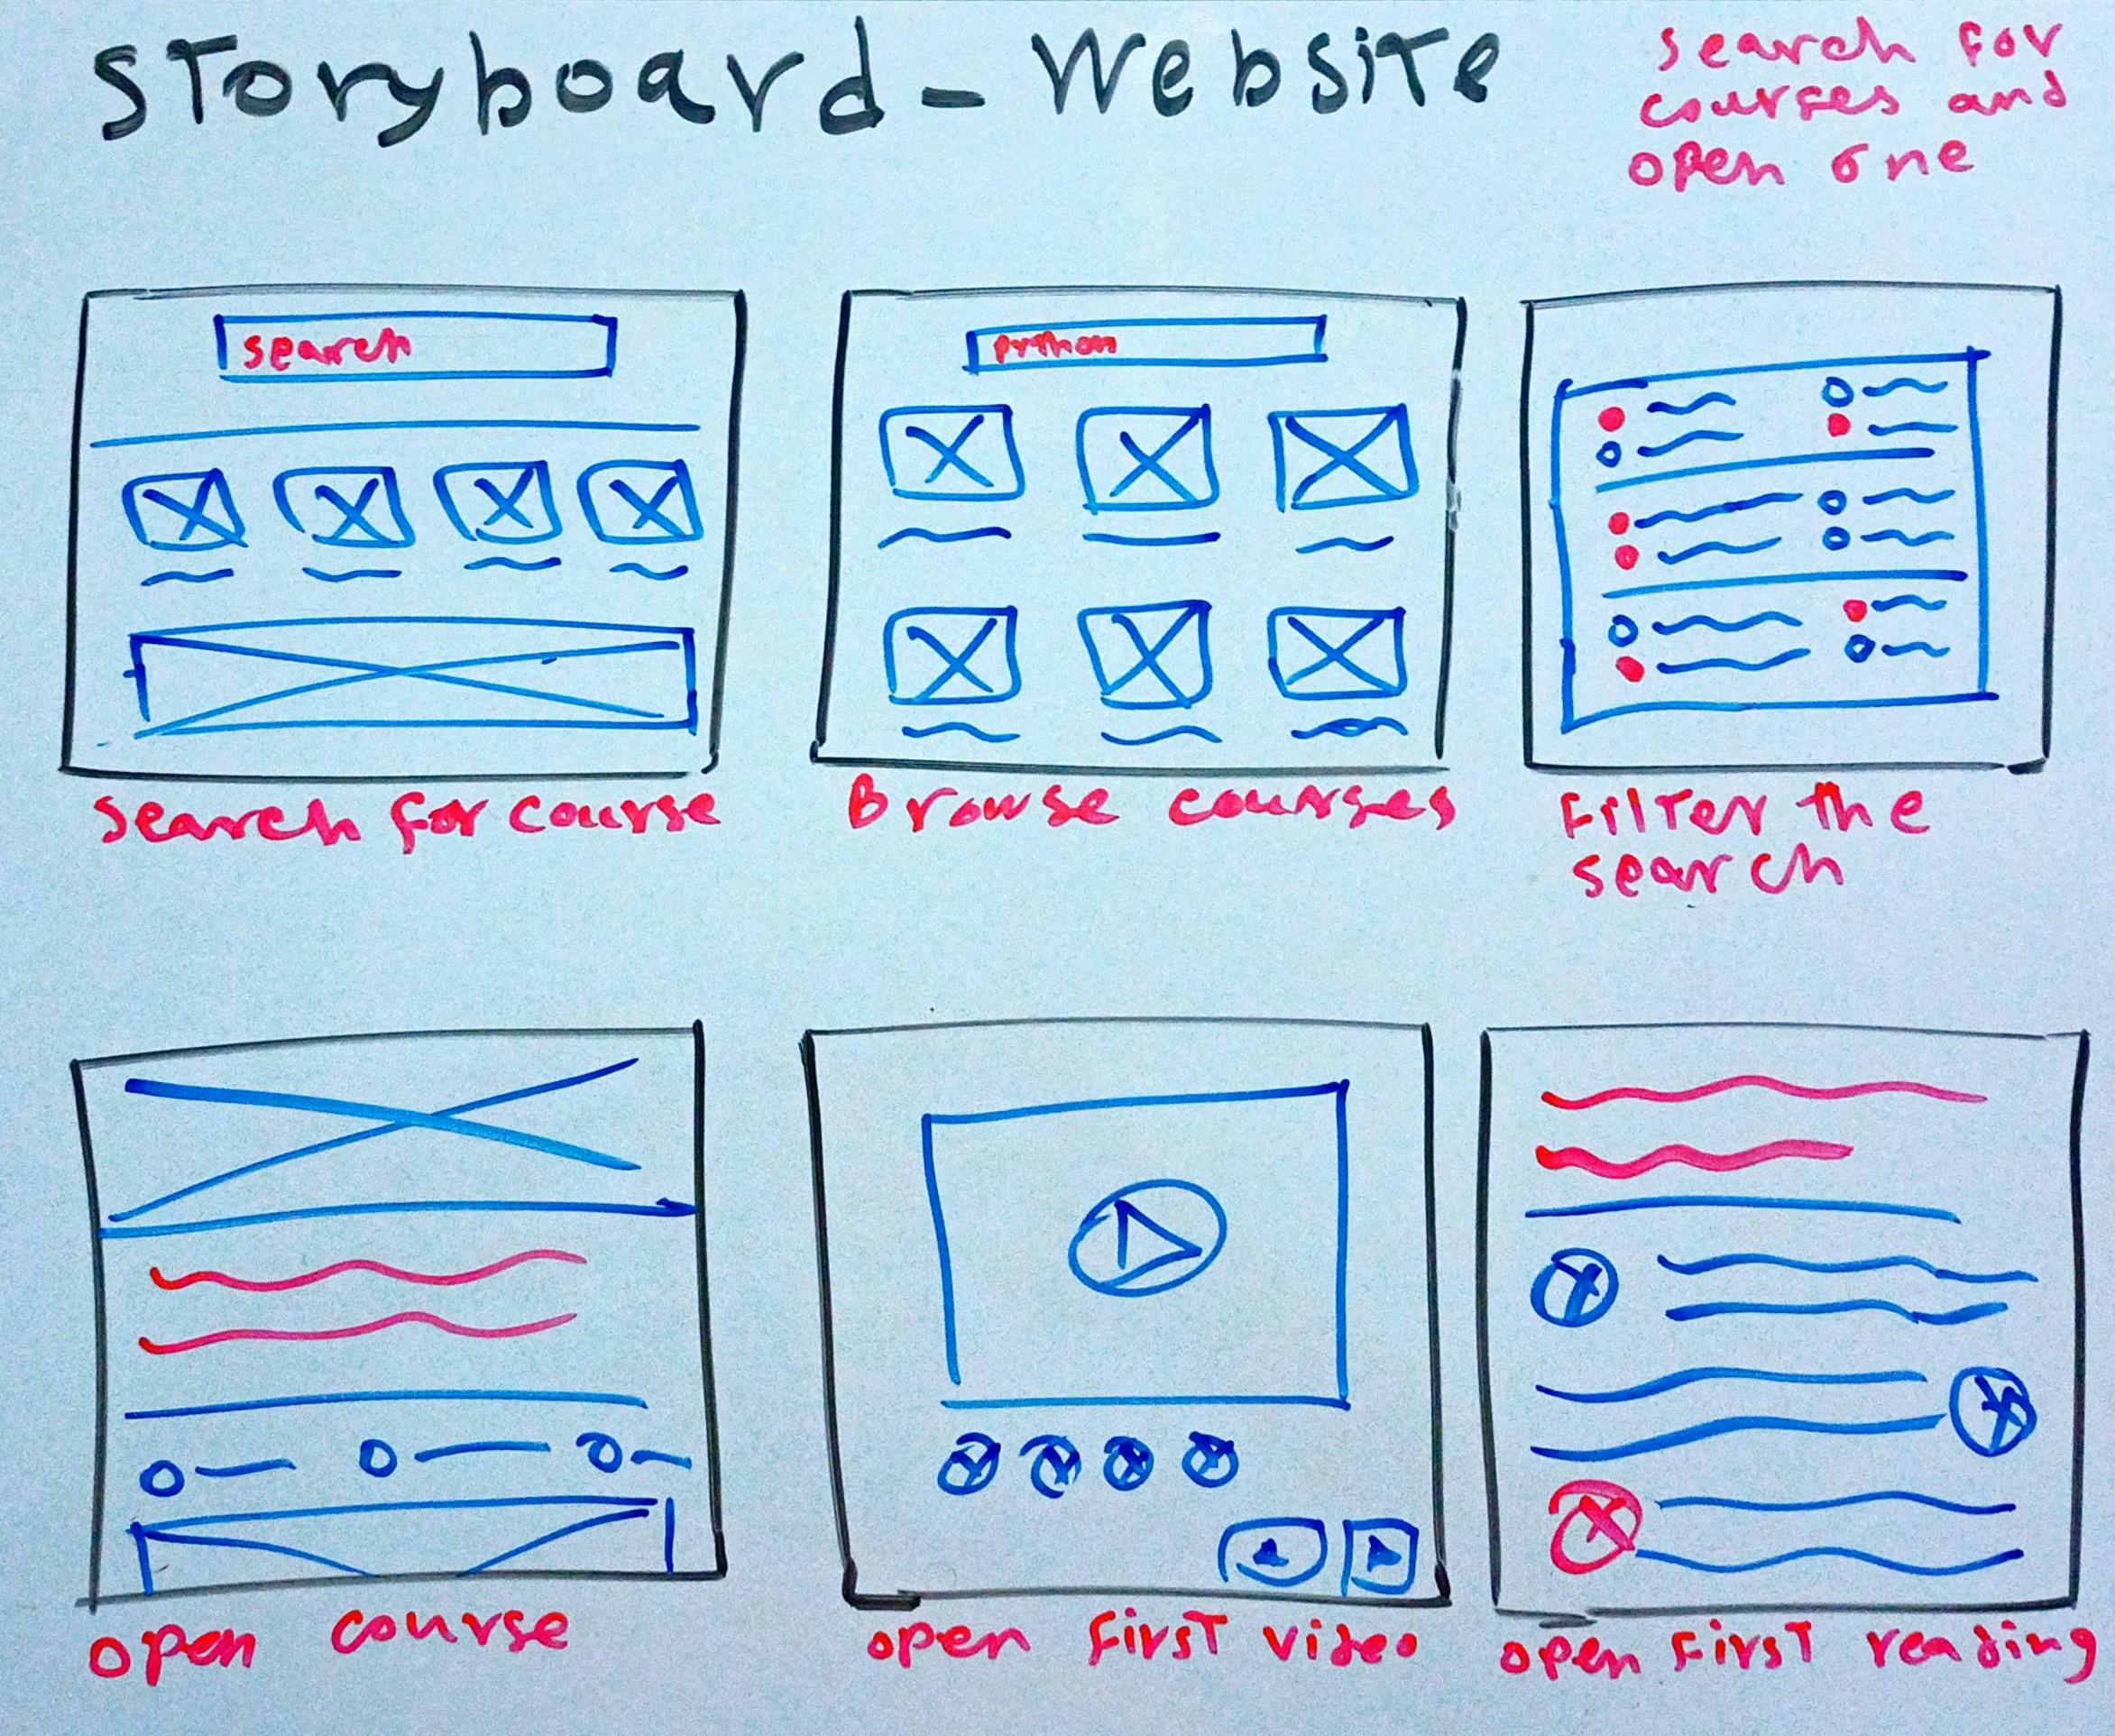 Storyboard - Website
search for
courses and
open one
search
python
search for course
Browse courses
Filter the
search
open course
open first video
open first reading